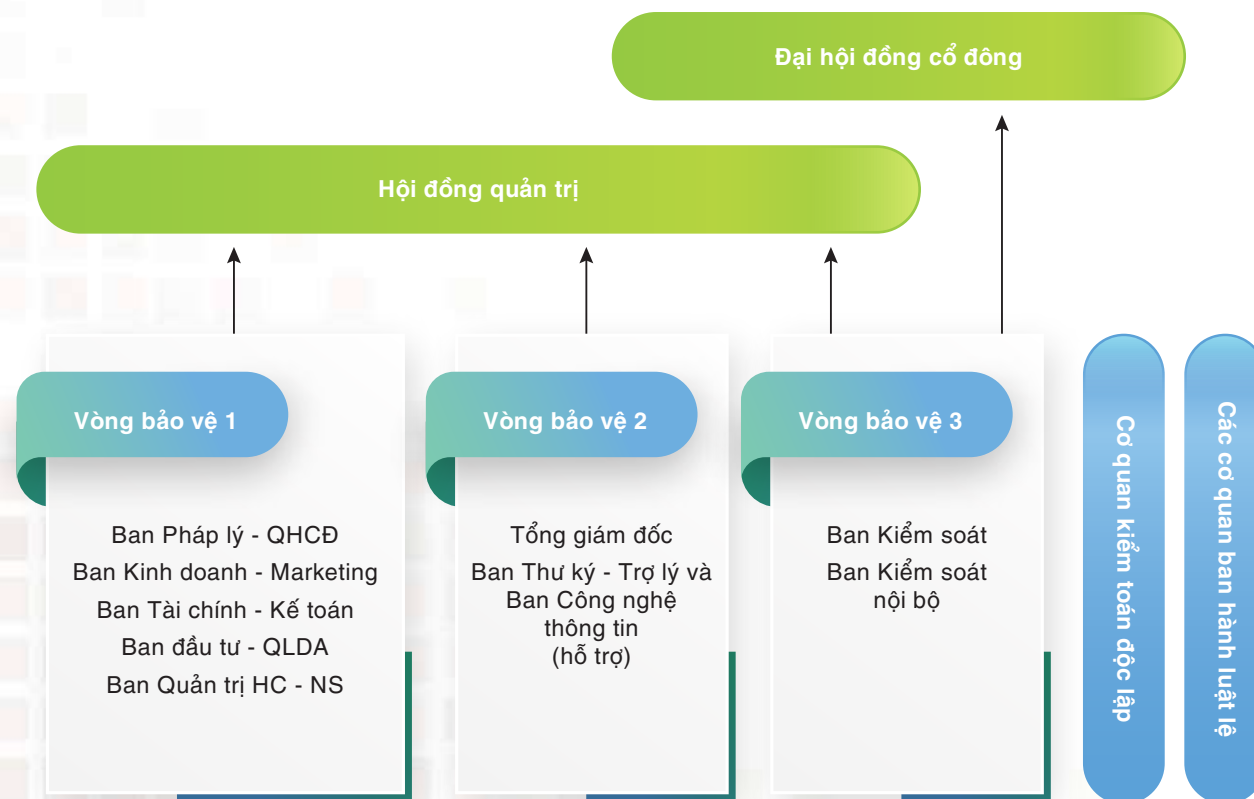 Đại hội đồng cổ đông
Hội đồng quản trị
Vòng bảo vệ 1
Ban Pháp lý - QHCĐ
Ban Kinh doanh - Marketing
Ban Tài chính - Kế toán
Ban đầu tư - QLDA
Ban Quản trị HC - NS
Vòng bảo vệ 2
Tổng giám đốc
Ban Thư ký - Trợ lý và
Ban Công nghệ
thông tin
(hỗ trợ)
Vòng bảo vệ 3
Ban Kiểm soát
Ban Kiểm soát
nội bộ
Cơ quan kiểm toán độc lập
Các cơ quan ban hành luật lệ